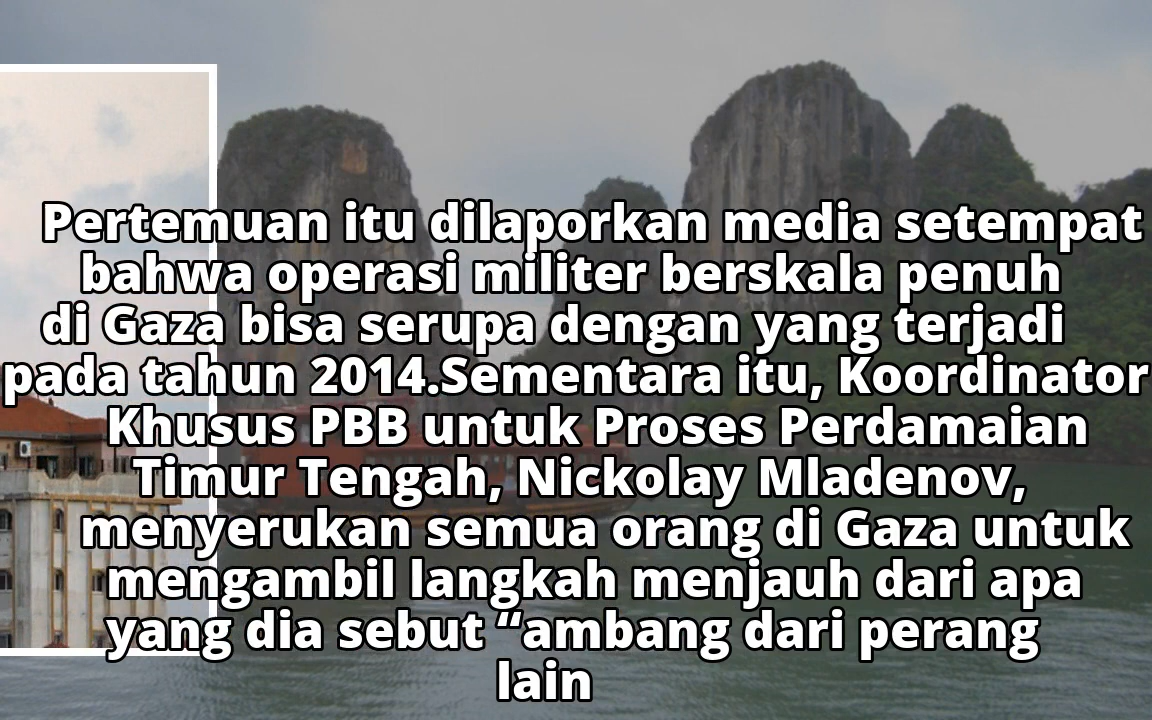 Pertemuan itu dilaporkan media setempat
bahwa operasi militer berskala penuh
di Gaza bisa serupa dengan yang terjadi
pada tahun 2014.Sementara itu, Koordinator
Khusus PBB untuk Proses Perdamaian
Timur Tengah, Nickolay Mladenov,
menyerukan semua orang di Gaza untuk
mengambil langkah menjauh dari apa
yang dia sebut “ambang dari perang
lain